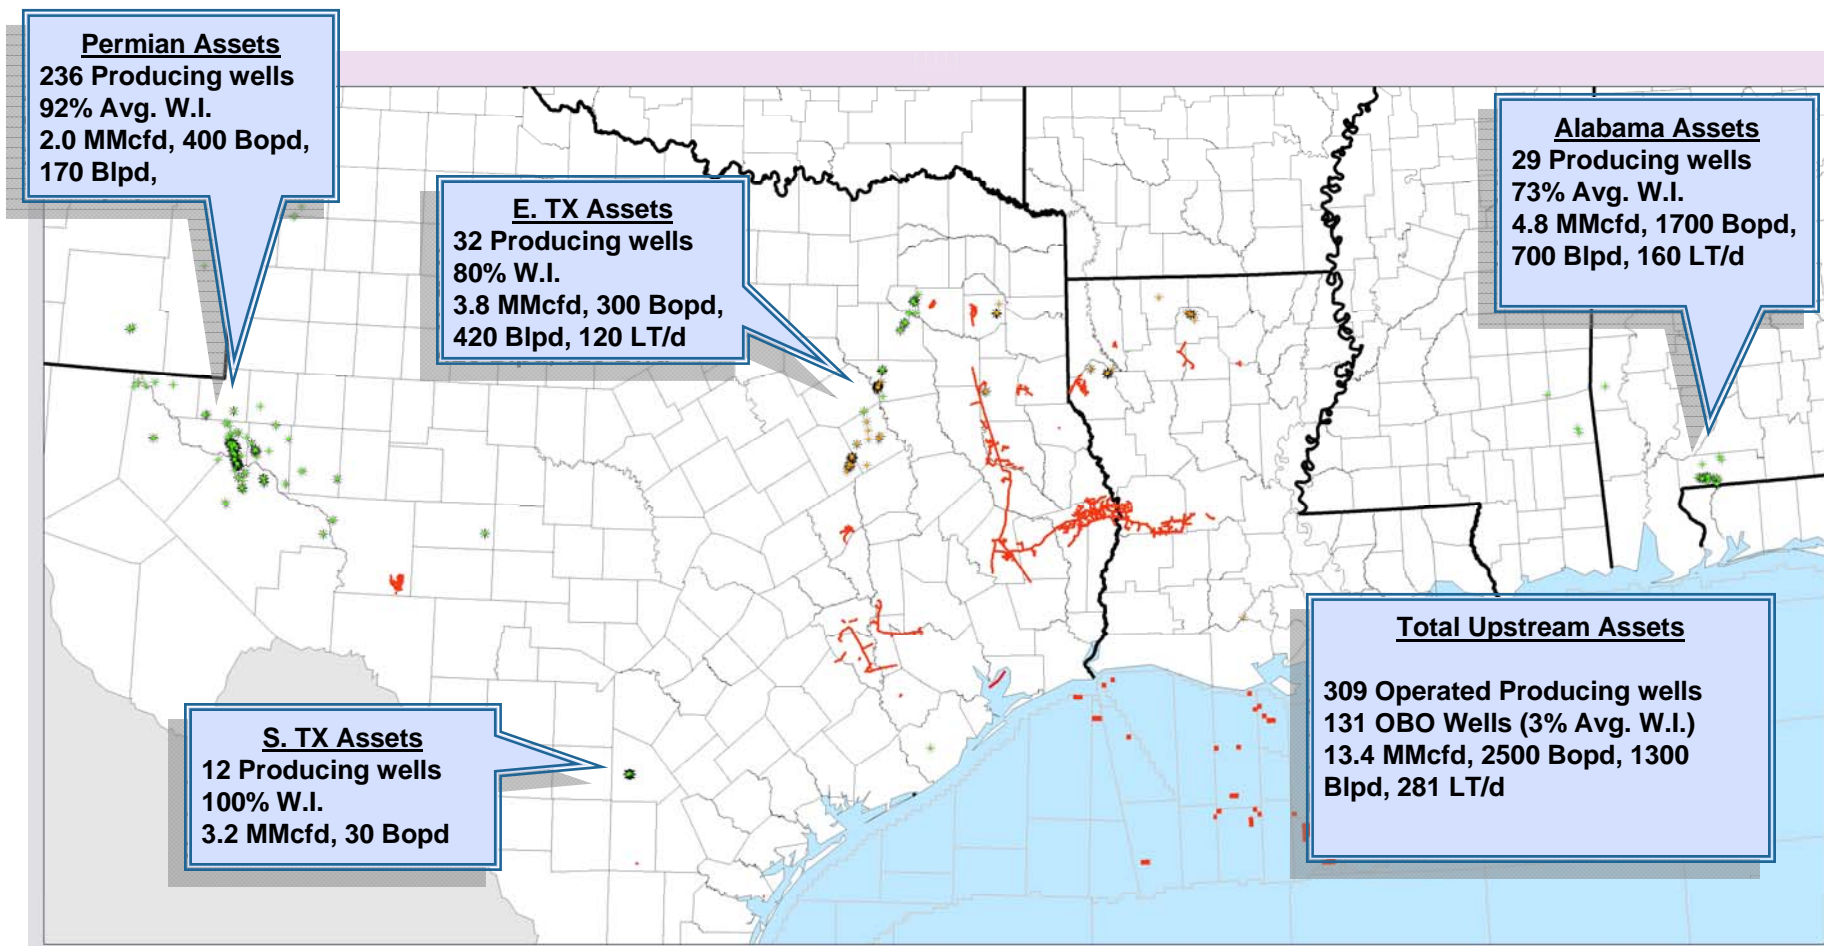 Permian Assets
236 Producing wells
92% Avg. W.I.
2.0 MMcfd, 400 Bopd,
170 Blpd,
E. TX Assets
32 Producing wells
80% W.I.
3.8 MMcfd, 300 Bopd,
420 Blpd, 120 LT/d
Alabama Assets
29 Producing wells
73% Avg. W.I.
4.8 MMcfd, 1700 Bopd,
700 Blpd, 160 LT/d
S. TX Assets
12 Producing wells
100% W.I.
3.2 MMcfd, 30 Bopd
Total Upstream Assets
309 Operated Producing wells
131 OBO Wells (3% Avg. W.I.)
13.4 MMcfd, 2500 Bopd, 1300
Blpd, 281 LT/d